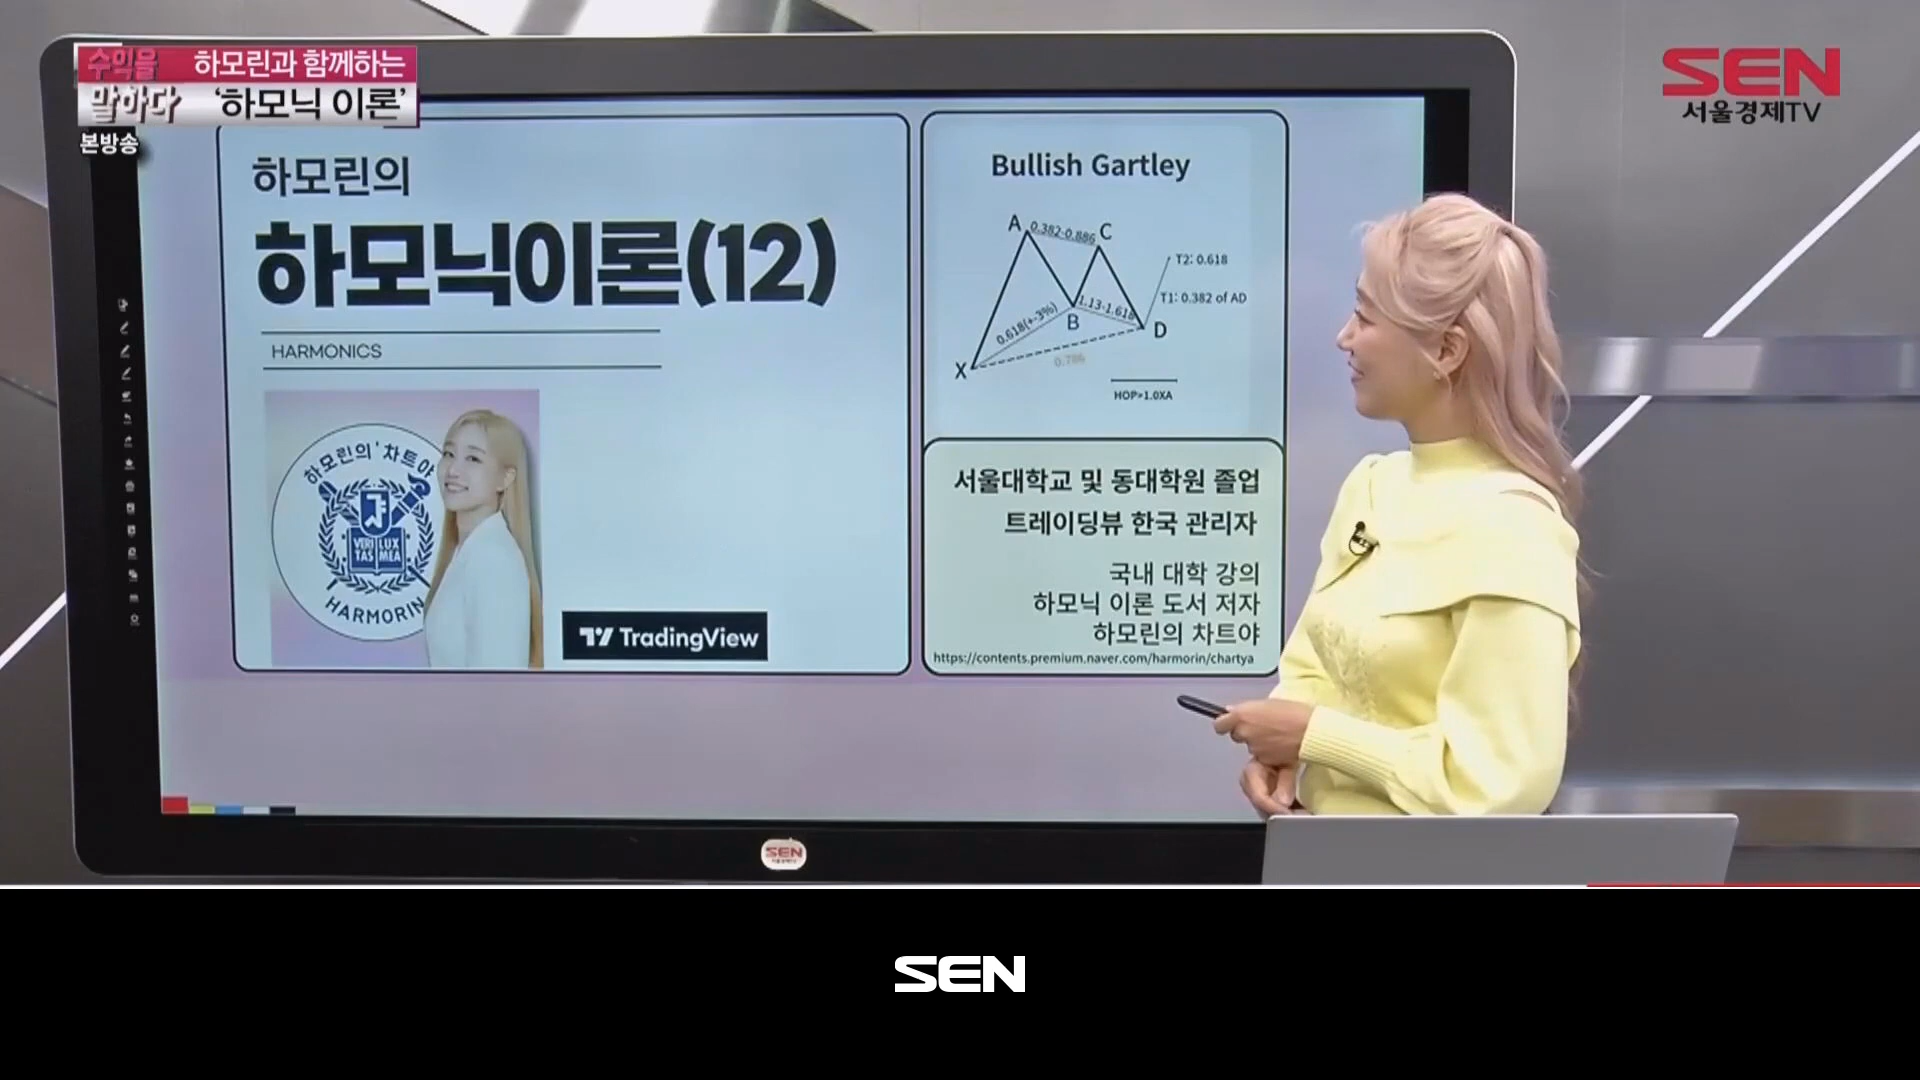 수익을
말하다
하모린과 함께하는
'하모닉 이론'
본방송
SEN
서울경제TV
하모린의
하모닉이론(12)
HARMONICS
하모린의' 차트야
VERI LUX
TAS MEA
HARMORIN
TradingView
Bullish Gartley
A
0.382-0.886
C
T2: 0.618
T1: 0.382 of AD
0.618(+-3%)
1.13-1.618
B
D
X
0.786
HOP>1.0XA
서울대학교 및 동대학원 졸업
트레이딩뷰 한국 관리자
국내 대학 강의
하모닉 이론 도서 저자
하모린의 차트야
https://contents.premium.naver.com/harmorin/chartya
SEN
SEN